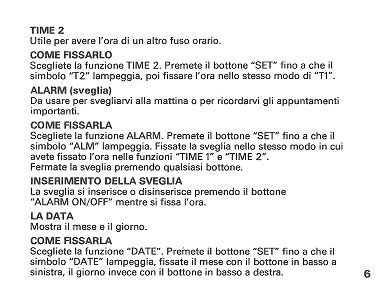 TIME 2
Utile per avere l'ora di un altro fuso orario.
COME FISSARLO
Scegliete la funzione TIME 2. Premete il bottone "SET" fino a che il
simbolo "T2" lampeggia, poi fissare l'ora nello stesso modo di "T1".
ALARM (sveglia)
Da usare per svegliarvi alla mattina o per ricordarvi gli appuntamenti
importanti.
COME FISSARLA
Scegliete la funzione ALARM. Premete il bottone "SET" fino a che il
simbolo "ALM" lampeggia. Fissate la sveglia nello stesso modo in cui
avete fissato l'ora nelle funzioni "TIME 1" e "TIME 2".
Fermate la sveglia premendo qualsiasi bottone.
INSERIMENTO DELLA SVEGLIA
La sveglia si inserisce o disinserisce premendo il bottone
"ALARM ON/OFF" mentre si fissa l'ora.
LA DATA
Mostra il mese e il giorno.
COME FISSARLA
Scegliete la funzione "DATE". Premete il bottone "SET" fino a che il
simbolo "DATE" lampeggia, fissate il mese con il bottone in basso a
sinistra, il giorno invece con il bottone in basso a destra.
6